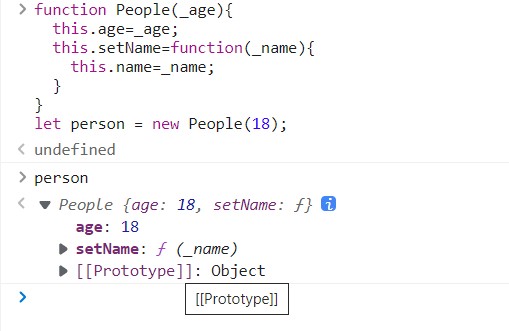 function People(_age){
this.age=_age;
this.setName=function(_name){
this.name=_name;
}
}
let person = new People(18);
undefined
person
People {age: 18, setName: ƒ}
age: 18
setName: ƒ (_name)
[[Prototype]]: Object
[[Prototype]]